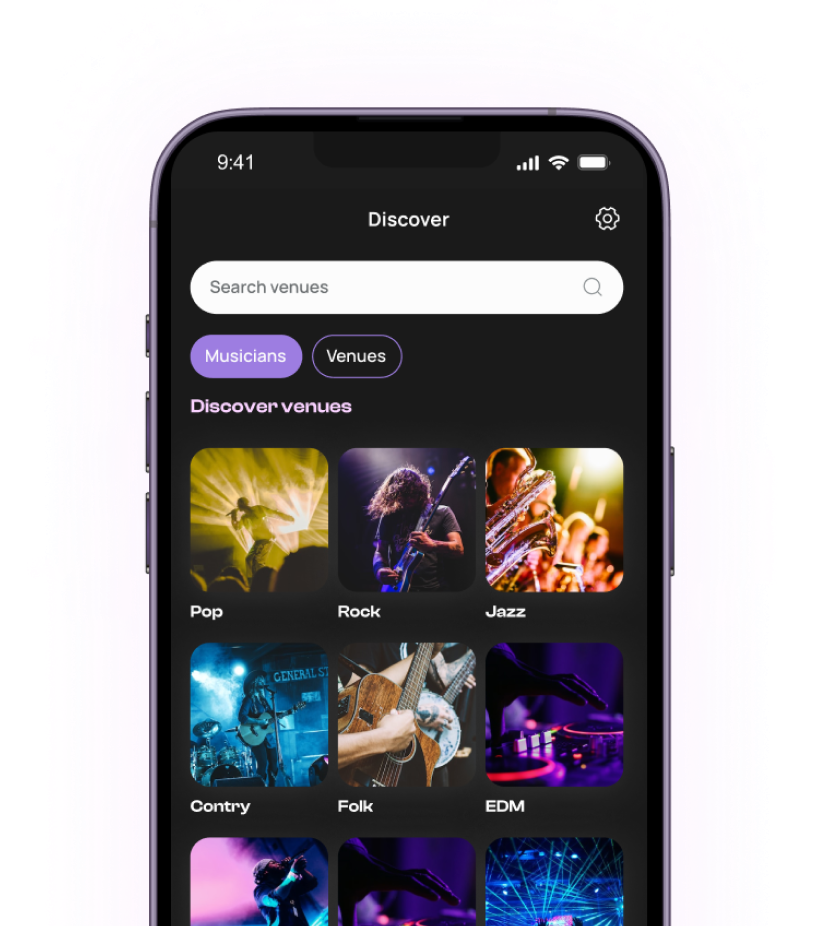 9:41
Discover
Search venues
Musicians Venues
Discover venues
Pop Rock Jazz
GENERAL ST
Contry Folk EDM